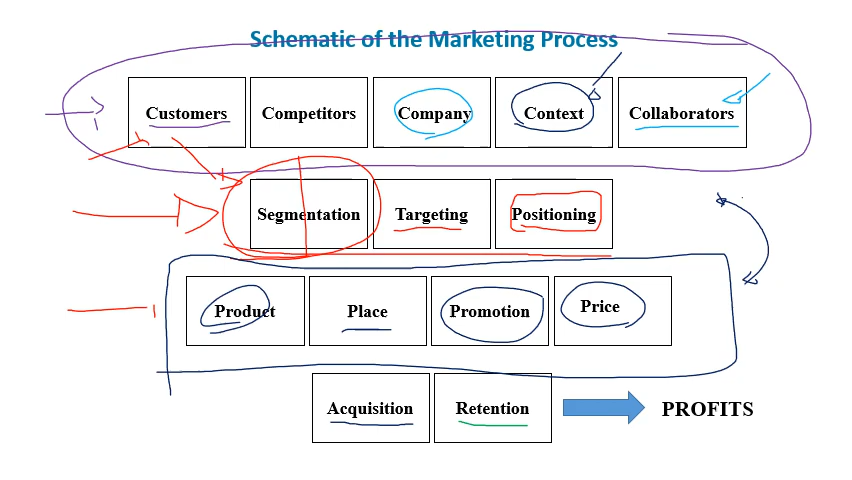 Schematic of the Marketing Process
Customers Competitors Company Context Collaborators
Segmentation Targeting Positioning
Product Place Promotion Price
Acquisition Retention PROFITS